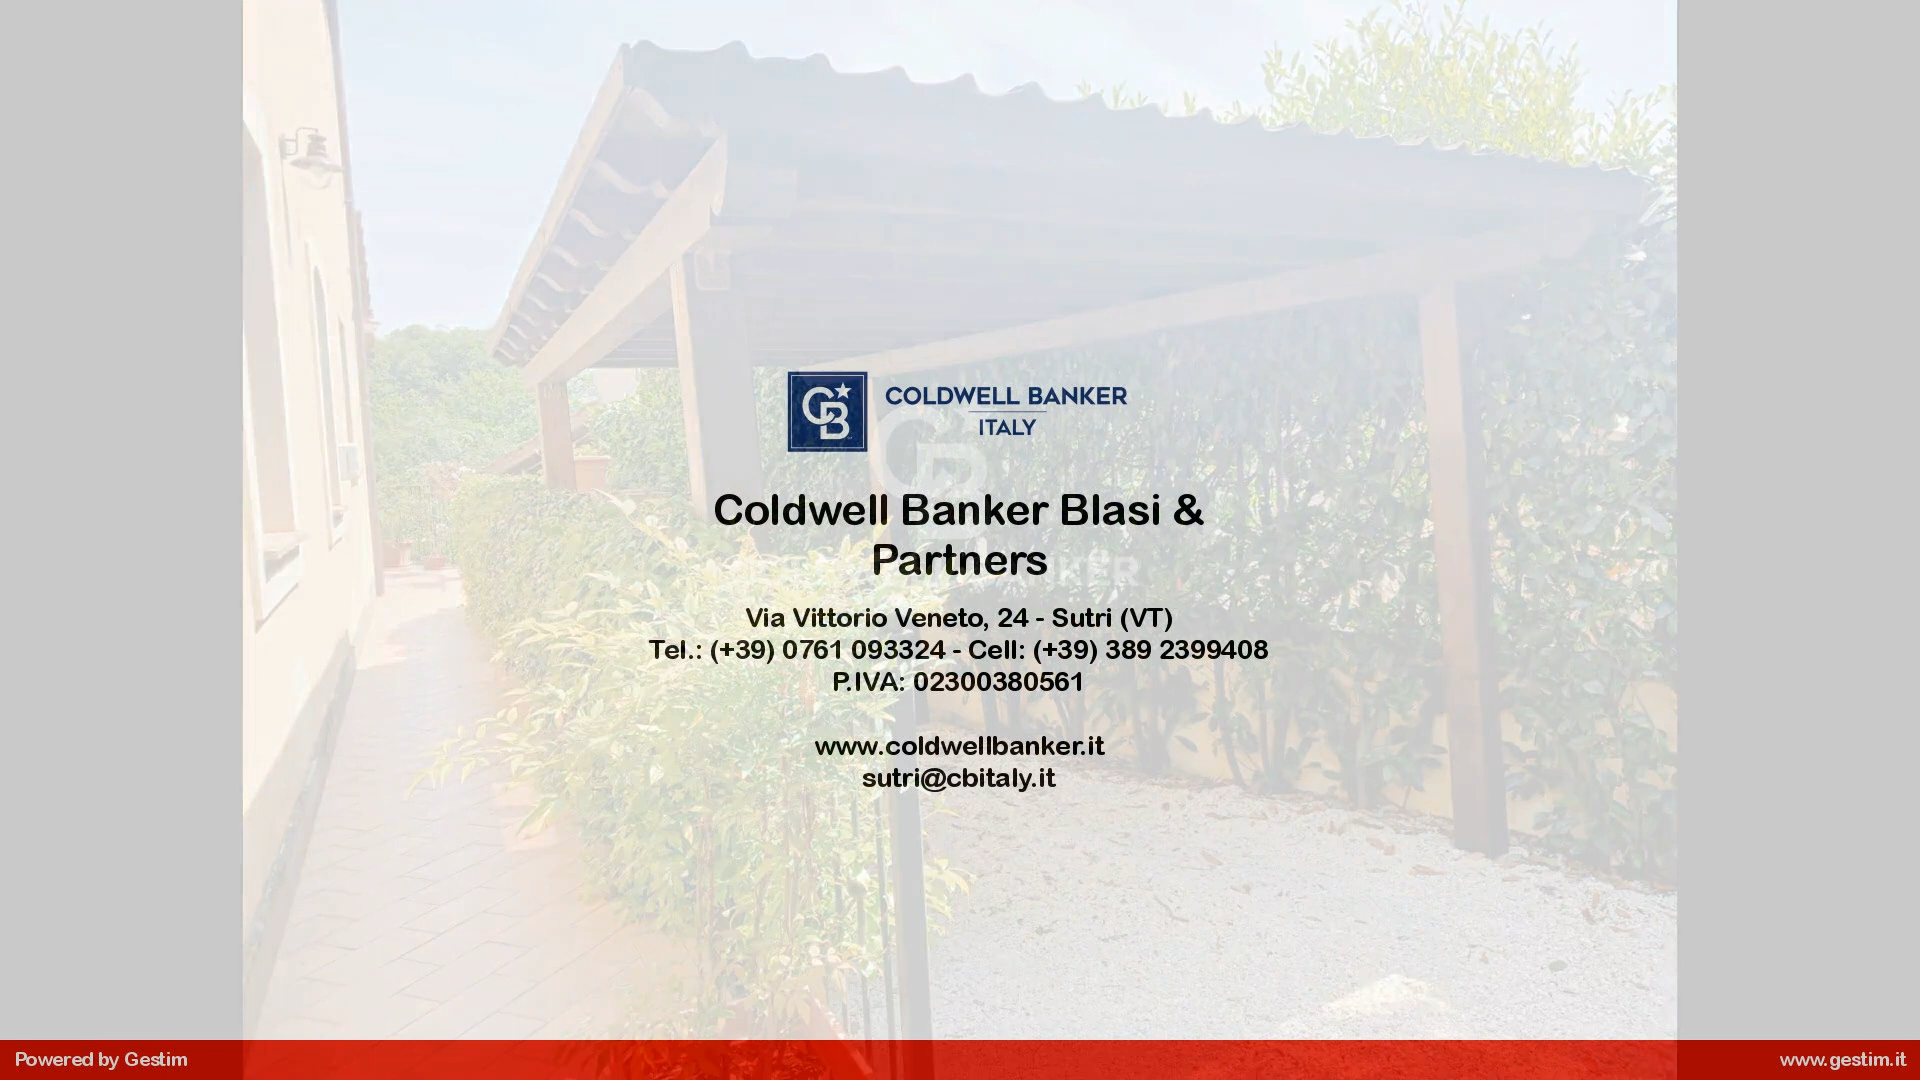 CB
COLDWELL BANKER
ITALY
Coldwell Banker Blasi &
Partners
Via Vittorio Veneto, 24 - Sutri (VT)
Tel.: (+39) 0761 093324 - Cell: (+39) 389 2399408
P.IVA: 02300380561
www.coldwellbanker.it
sutri@cbitaly.it
Powered by Gestim
www.gestim.it